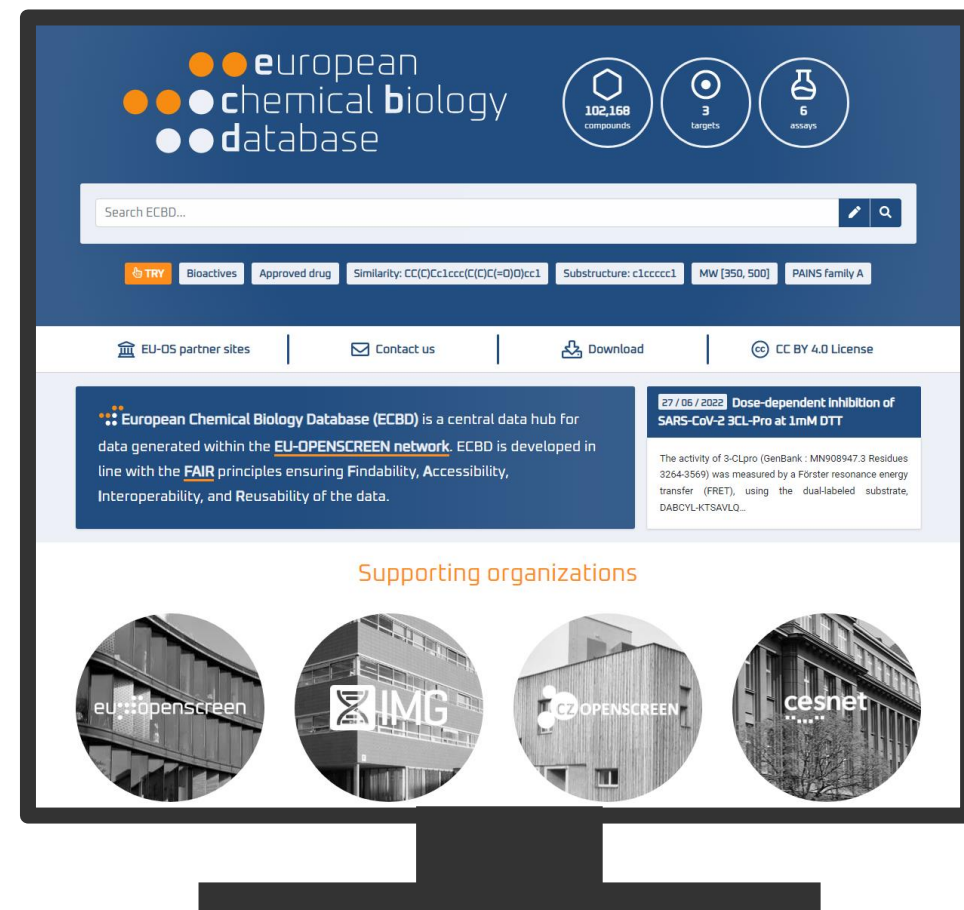 european
chemical biology
database
102,168
compounds
3
targets
6
assays
Search ECBD...
TRY
Bioactives
Approved drug
Similarity: CC(C)Cc1ccc(C(C)C(=O)O)cc1
Substructure: c1ccccc1
MW [350, 500]
PAINS family A
EU-OS partner sites
Contact us
Download
cc
CC BY 4.0 License
European Chemical Biology Database (ECBD) is a central data hub for
data generated within the EU-OPENSCREEN network. ECBD is developed in
line with the FAIR principles ensuring Findability, Accessibility,
Interoperability, and Reusability of the data.
27 / 06 / 2022 Dose-dependent inhibition of
SARS-CoV-2 3CL-Pro at 1mM DTT
The activity of 3-CLpro (GenBank : MN908947.3 Residues
3264-3569) was measured by a Förster resonance energy
transfer (FRET), using the dual-labeled substrate,
DABCYL-KTSAVLQ...
Supporting organizations
eu openscreen
IMG
CZ OPENSCREEN
cesnet